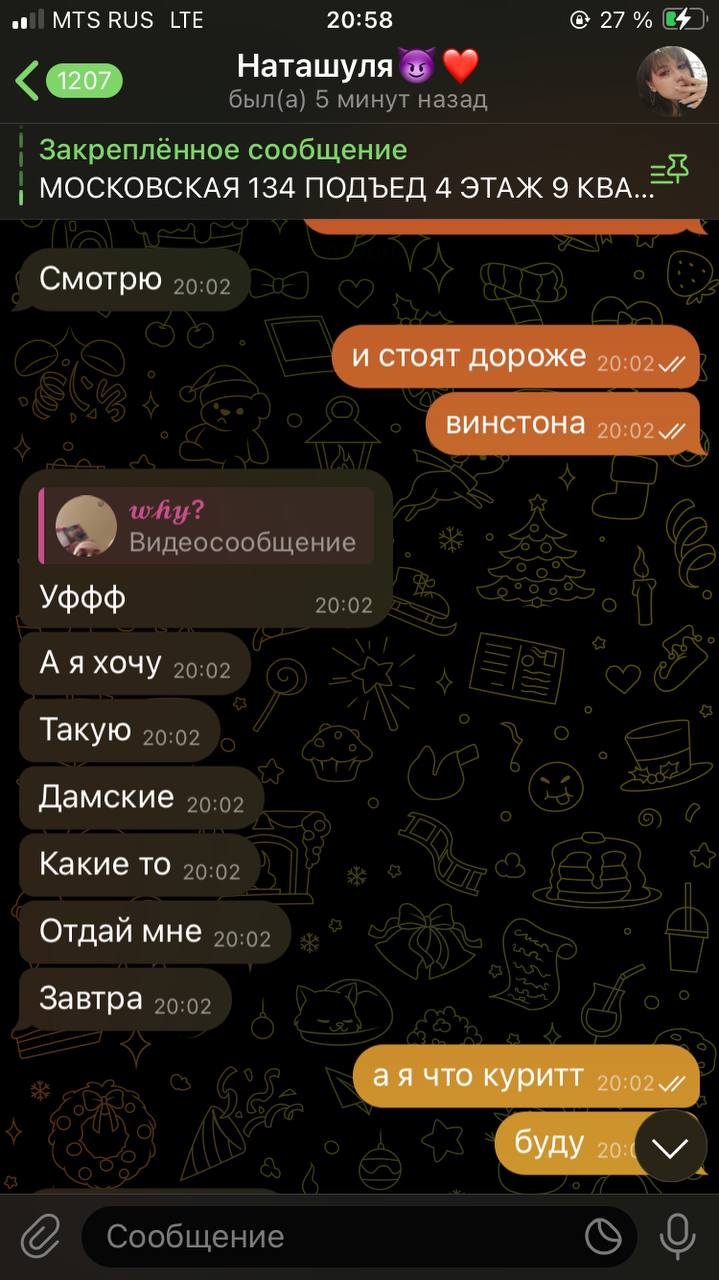 MTS RUS LTE 20:58 27 %
1207 Наташуля😈❤️
был(а) 5 минут назад
Закреплённое сообщение
МОСКОВСКАЯ 134 ПОДЪЕД 4 ЭТАЖ 9 КВА...
Смотрю 20:02
и стоят дороже 20:02
винстона 20:02
𝔀𝓱𝔂?
Видеосообщение
Уффф 20:02
А я хочу 20:02
Такую 20:02
Дамские 20:02
Какие то 20:02
Отдай мне 20:02
Завтра 20:02
а я что куритт 20:02
буду
Сообщение